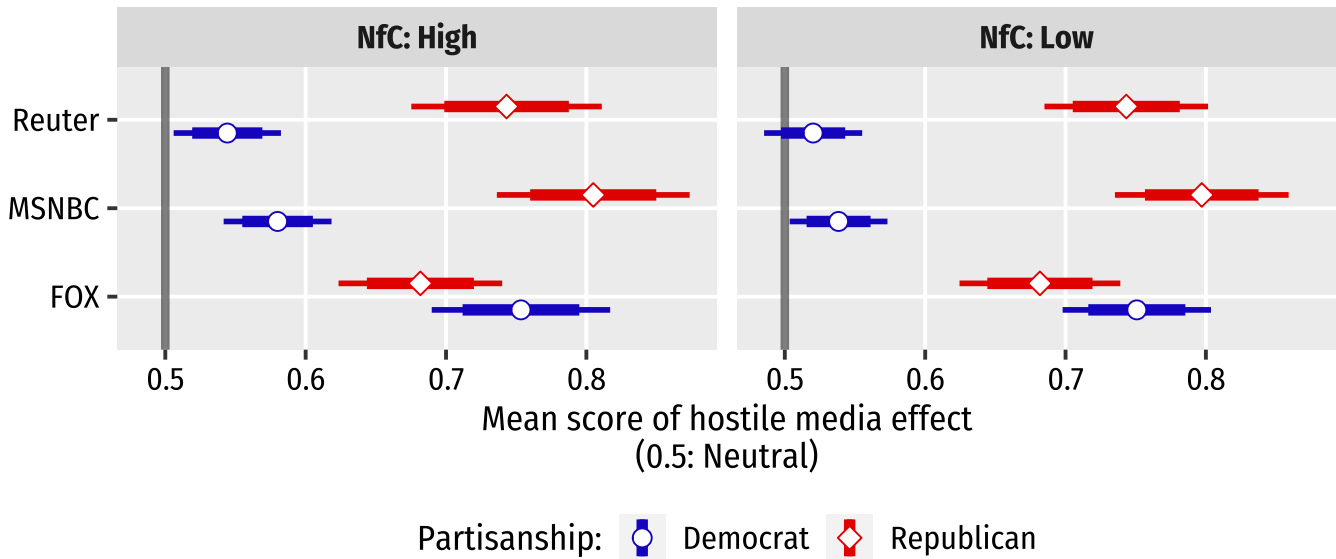 NfC: High
NfC: Low
Reuter
MSNBC
FOX
0.5 0.6 0.7 0.8
0.5 0.6 0.7 0.8
Mean score of hostile media effect
(0.5: Neutral)
Partisanship: Democrat Republican